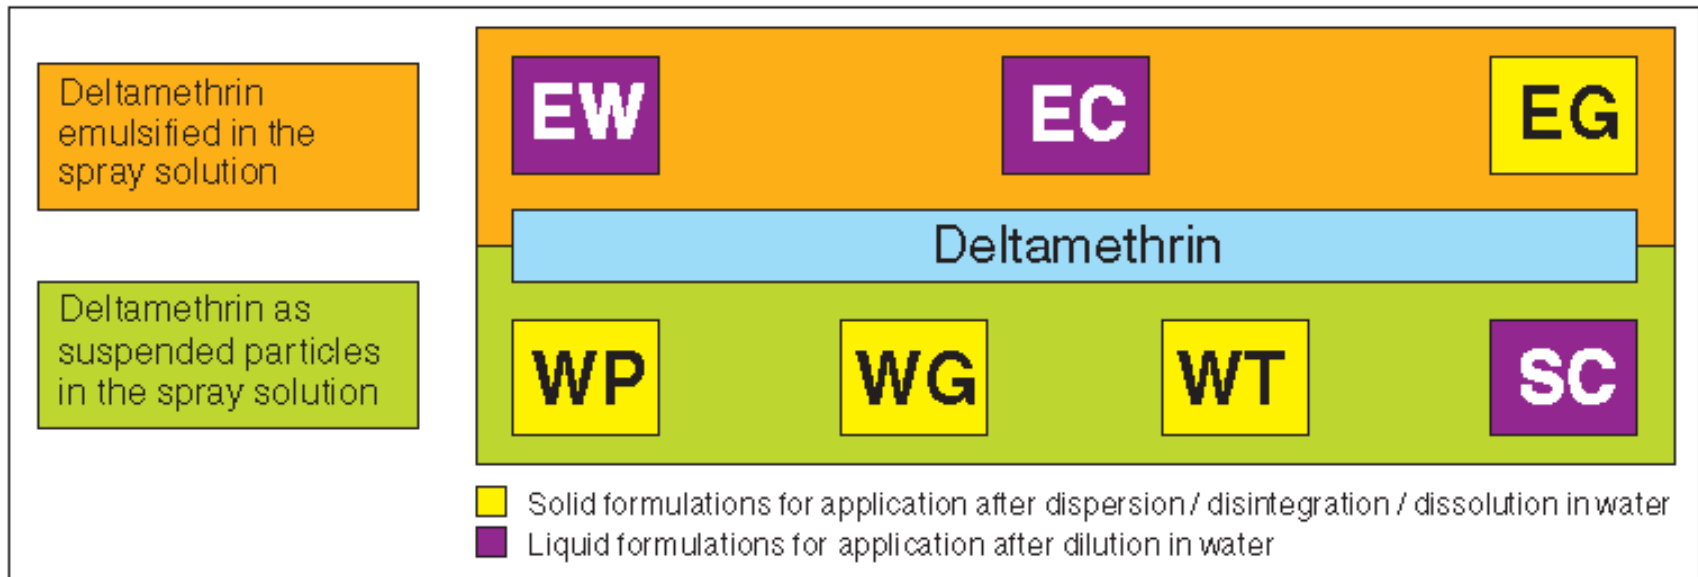 Deltamethrin
emulsified in the
spray solution
EW
EC
EG
Deltamethrin
Deltamethrin as
suspended particles
in the spray solution
WP
WG
WT
SC
Solid formulations for application after dispersion / disintegration / dissolution in water
Liquid formulations for application after dilution in water